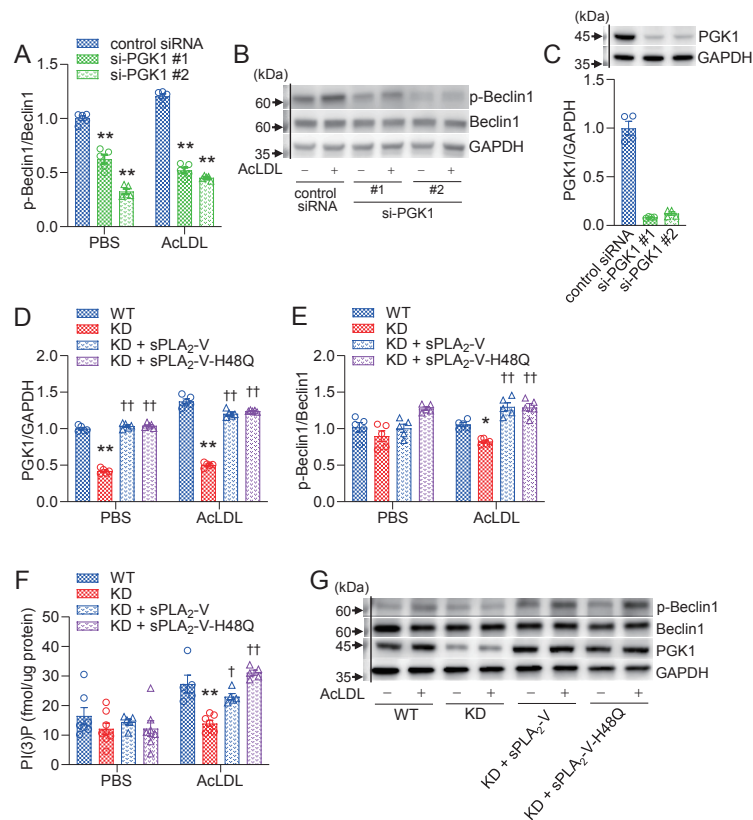 A
control siRNA
si-PGK1 #1
si-PGK1 #2
p-Beclin1/Beclin1
1.5
1.0
0.5
0.0
**
**
**
**
PBS
AcLDL
B
(kDa)
60
60
35
p-Beclin1
Beclin1
GAPDH
AcLDL
– + – + – +
control siRNA
#1
#2
si-PGK1
C
(kDa)
45
35
PGK1
GAPDH
PGK1/GAPDH
1.5
1.0
0.5
0.0
control siRNA
si-PGK1 #1
si-PGK1 #2
D
WT
KD
KD + sPLA₂-V
KD + sPLA₂-V-H48Q
PGK1/GAPDH
2.0
1.5
1.0
0.5
0.0
**
††
††
**
††
††
PBS
AcLDL
E
WT
KD
KD + sPLA₂-V
KD + sPLA₂-V-H48Q
p-Beclin1/Beclin1
2.0
1.5
1.0
0.5
0.0
*
††
††
PBS
AcLDL
F
WT
KD
KD + sPLA₂-V
KD + sPLA₂-V-H48Q
PI(3)P (fmol/ug protein)
50
40
30
20
10
0
**
†
††
PBS
AcLDL
G
(kDa)
60
60
45
35
p-Beclin1
Beclin1
PGK1
GAPDH
AcLDL
– + – + – + – +
WT
KD
KD + sPLA₂-V
KD + sPLA₂-V-H48Q